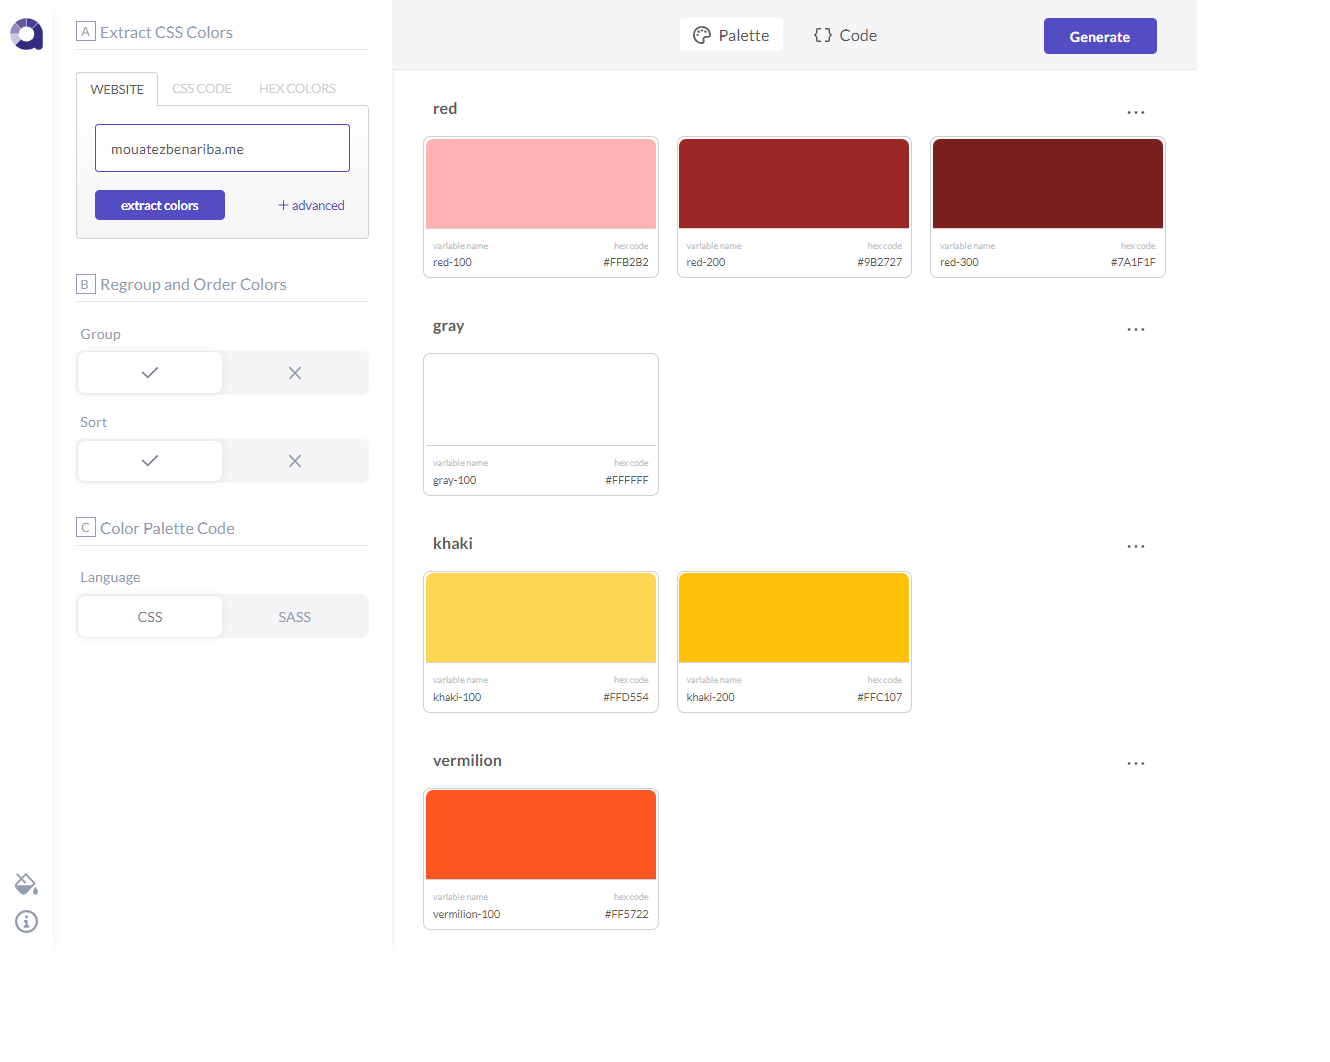 A Extract CSS Colors
WEBSITE CSS CODE HEX COLORS
mouatezbenariba.me
extract colors + advanced
B Regroup and Order Colors
Group
Sort
C Color Palette Code
Language
CSS SASS
Palette {} Code Generate
red ...
variable name hex code variable name hex code variable name hex code
red-100 #FFB2B2 red-200 #9B2727 red-300 #7A1F1F
gray ...
variable name hex code
gray-100 #FFFFFF
khaki ...
variable name hex code variable name hex code
khaki-100 #FFD554 khaki-200 #FFC107
vermilion ...
variable name hex code
vermilion-100 #FF5722